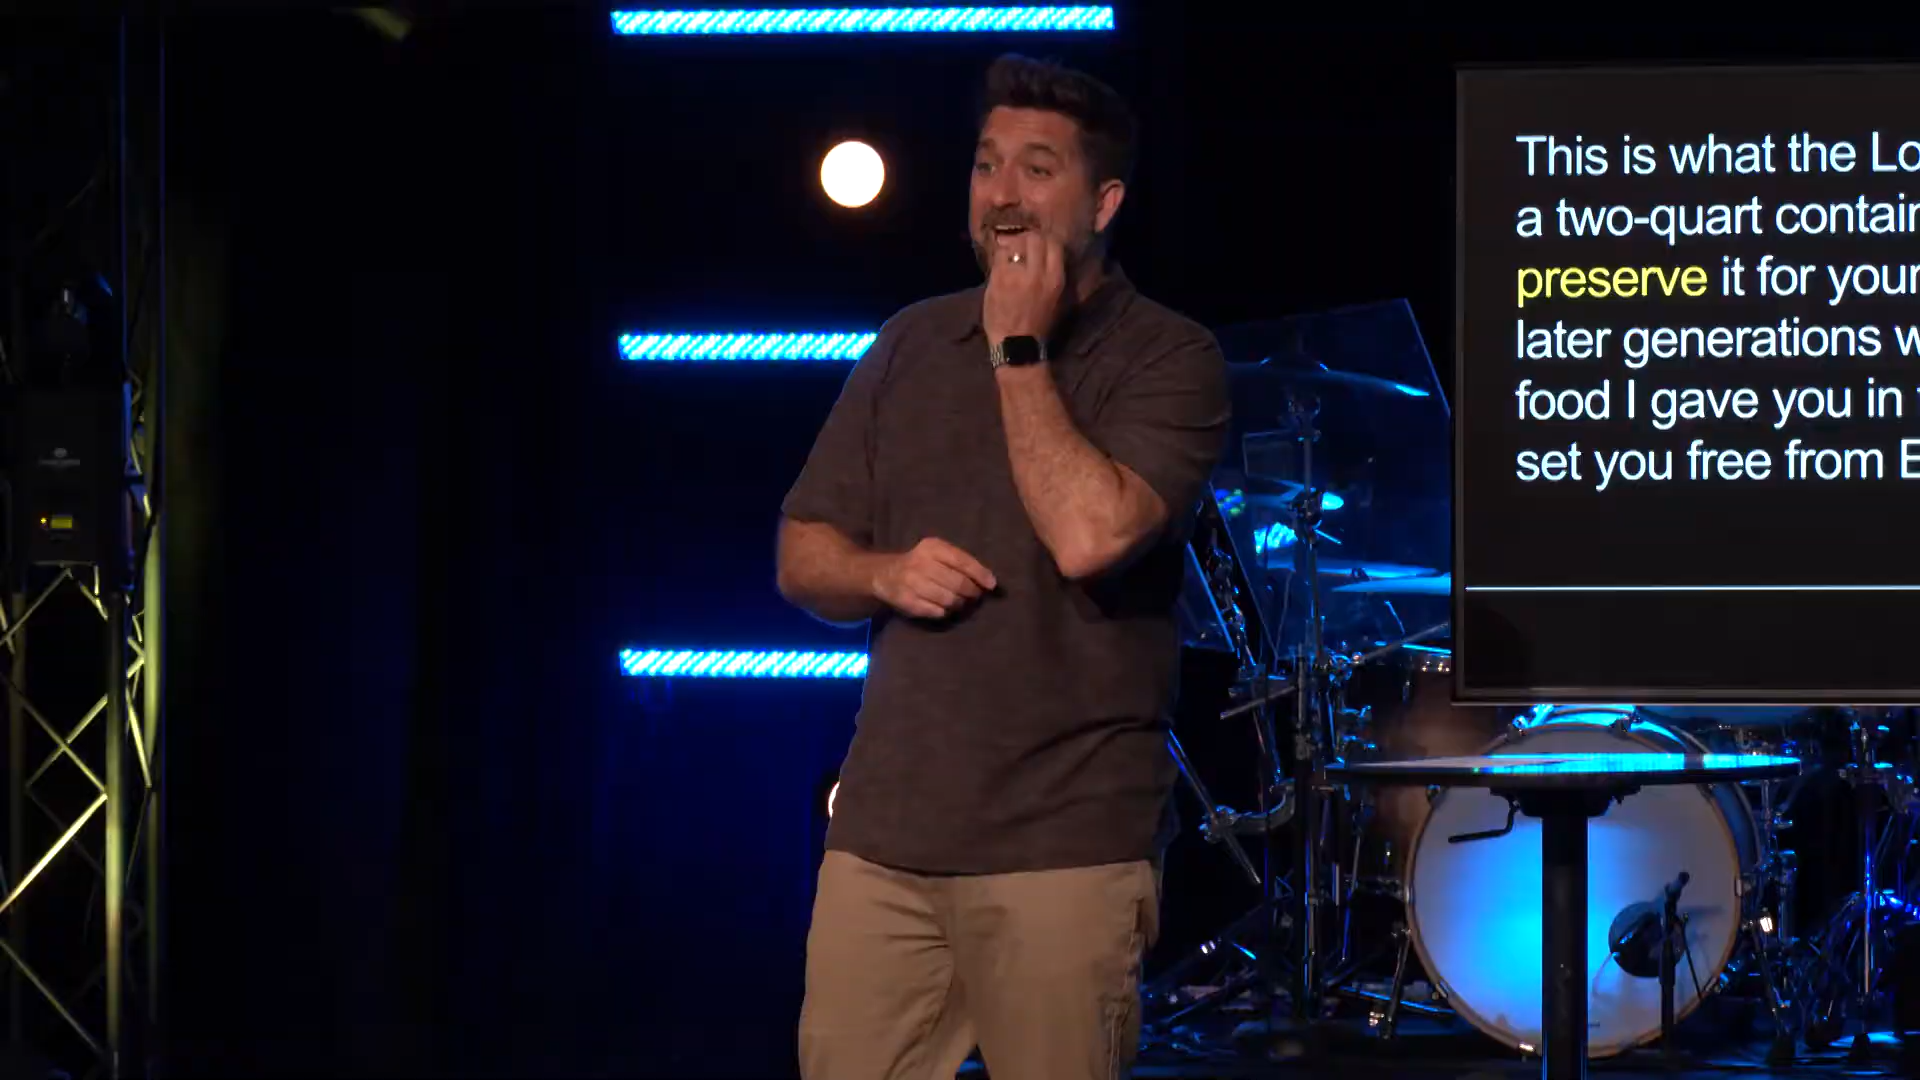 This is what the Lo
a two-quart contain
preserve it for your
later generations w
food I gave you in
set you free from E